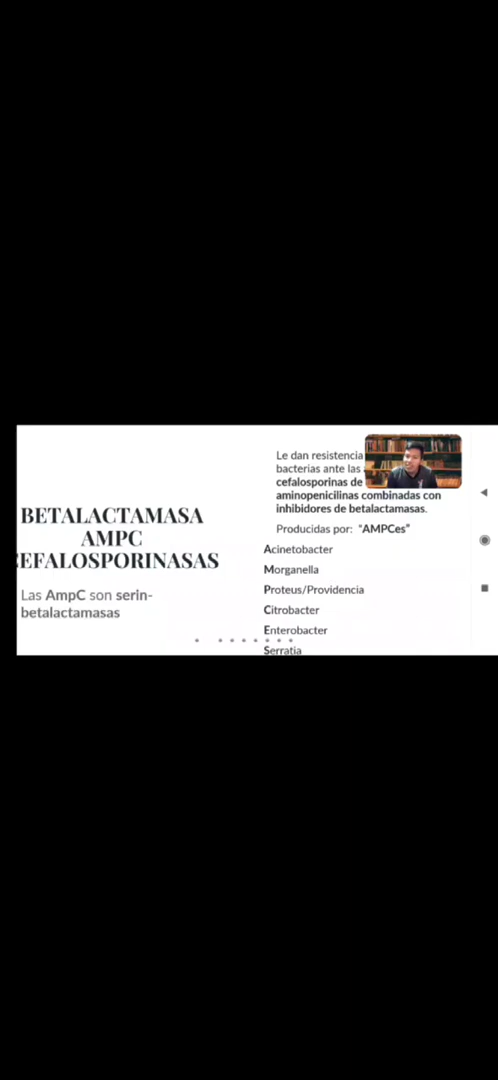 BETALACTAMASA
AMPC
CEFALOSPORINASAS
Las AmpC son serin-
betalactamasas
Le dan resistencia
bacterias ante las
cefalosporinas de
aminopenicilinas combinadas con
inhibidores de betalactamasas.
Producidas por: "AMPCes"
Acinetobacter
Morganella
Proteus/Providencia
Citrobacter
Enterobacter
Serratia